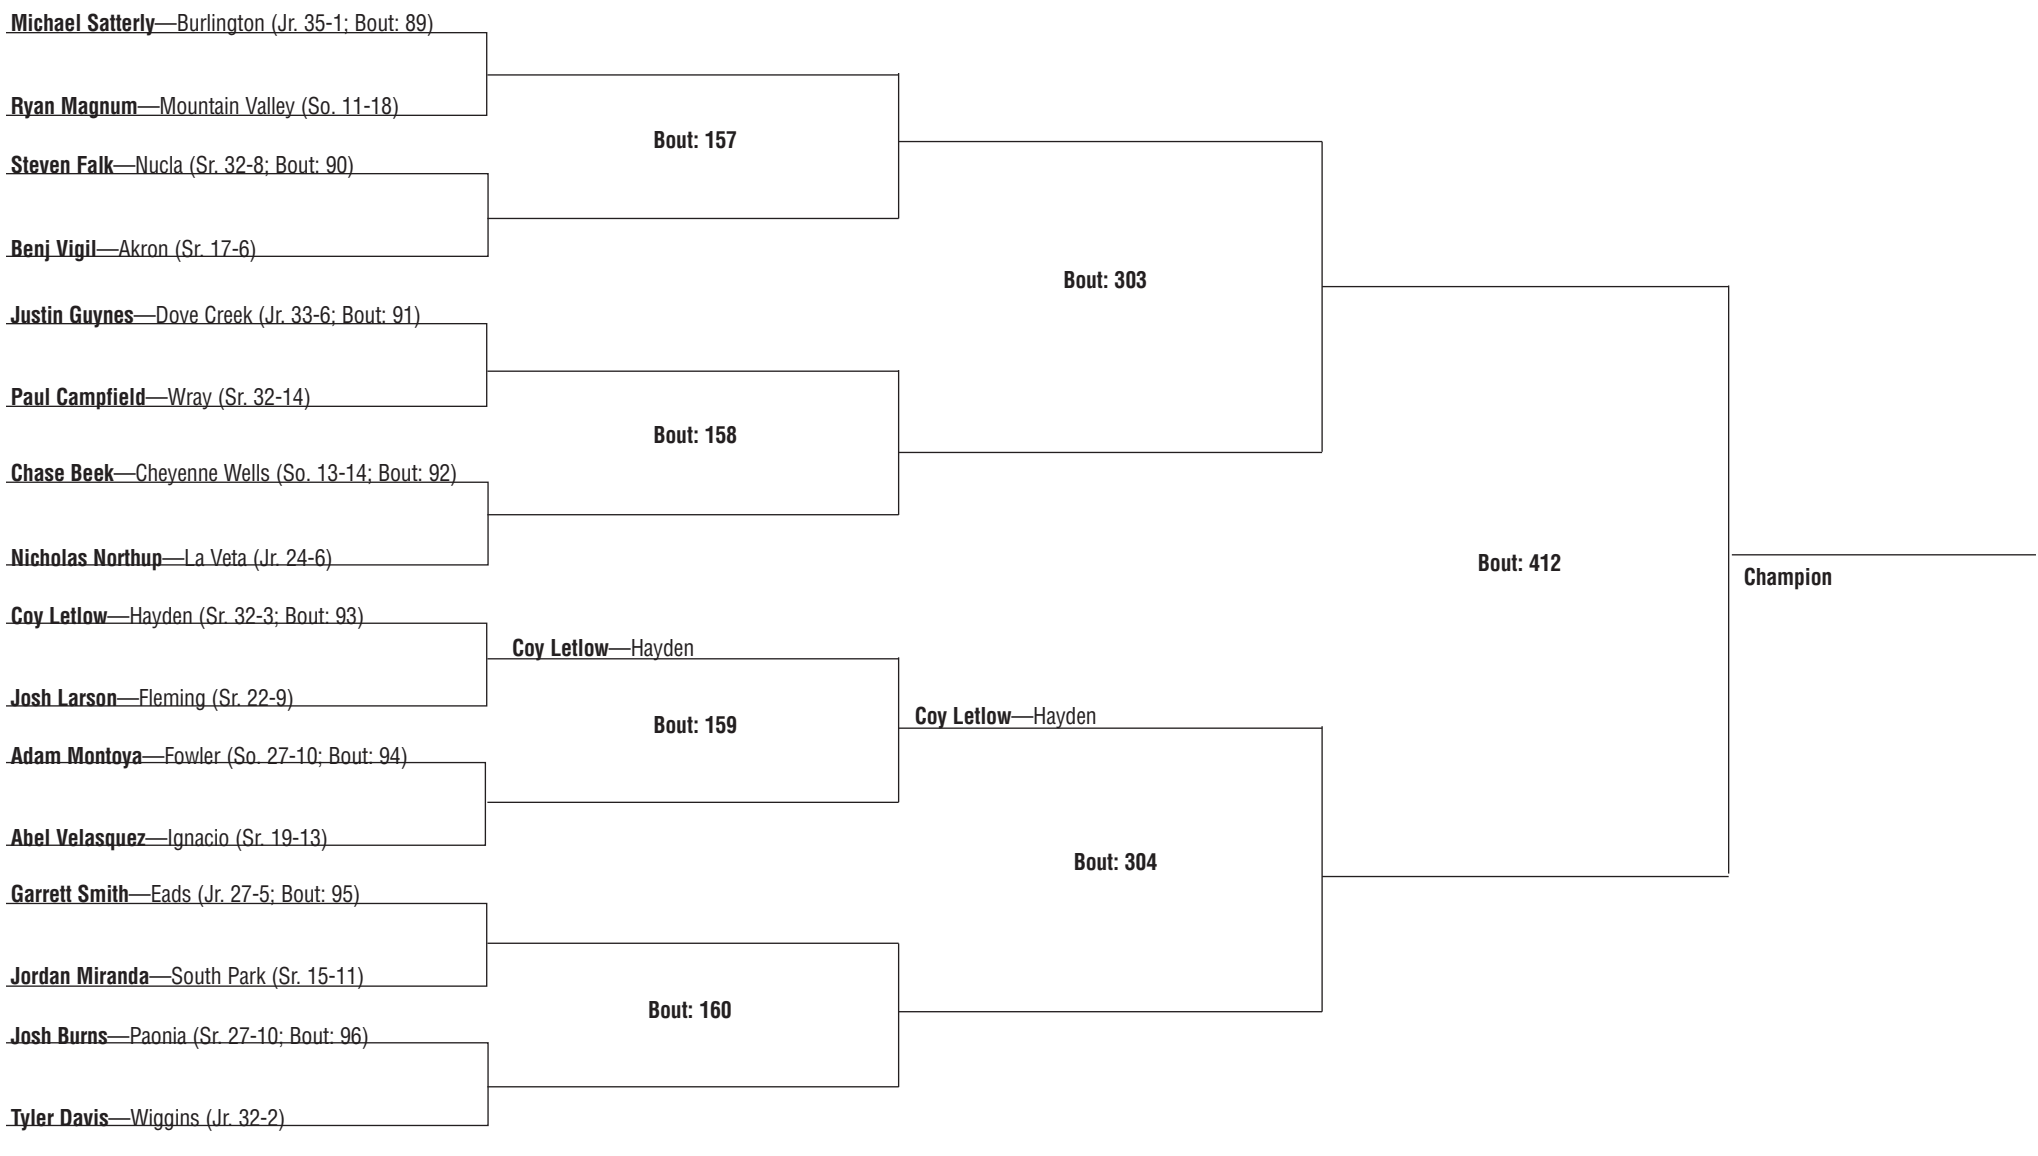 Michael Satterly—Burlington (Jr. 35-1; Bout: 89)
Ryan Magnum—Mountain Valley (So. 11-18)
Bout: 157
Steven Falk—Nucla (Sr. 32-8; Bout: 90)
Benj Vigil—Akron (Sr. 17-6)
Bout: 303
Justin Guynes—Dove Creek (Jr. 33-6; Bout: 91)
Paul Campfield—Wray (Sr. 32-14)
Bout: 158
Chase Beek—Cheyenne Wells (So. 13-14; Bout: 92)
Nicholas Northup—La Veta (Jr. 24-6)
Bout: 412
Champion
Coy Letlow—Hayden (Sr. 32-3; Bout: 93)
Coy Letlow—Hayden
Josh Larson—Fleming (Sr. 22-9)
Coy Letlow—Hayden
Bout: 159
Adam Montoya—Fowler (So. 27-10; Bout: 94)
Abel Velasquez—Ignacio (Sr. 19-13)
Bout: 304
Garrett Smith—Eads (Jr. 27-5; Bout: 95)
Jordan Miranda—South Park (Sr. 15-11)
Bout: 160
Josh Burns—Paonia (Sr. 27-10; Bout: 96)
Tyler Davis—Wiggins (Jr. 32-2)